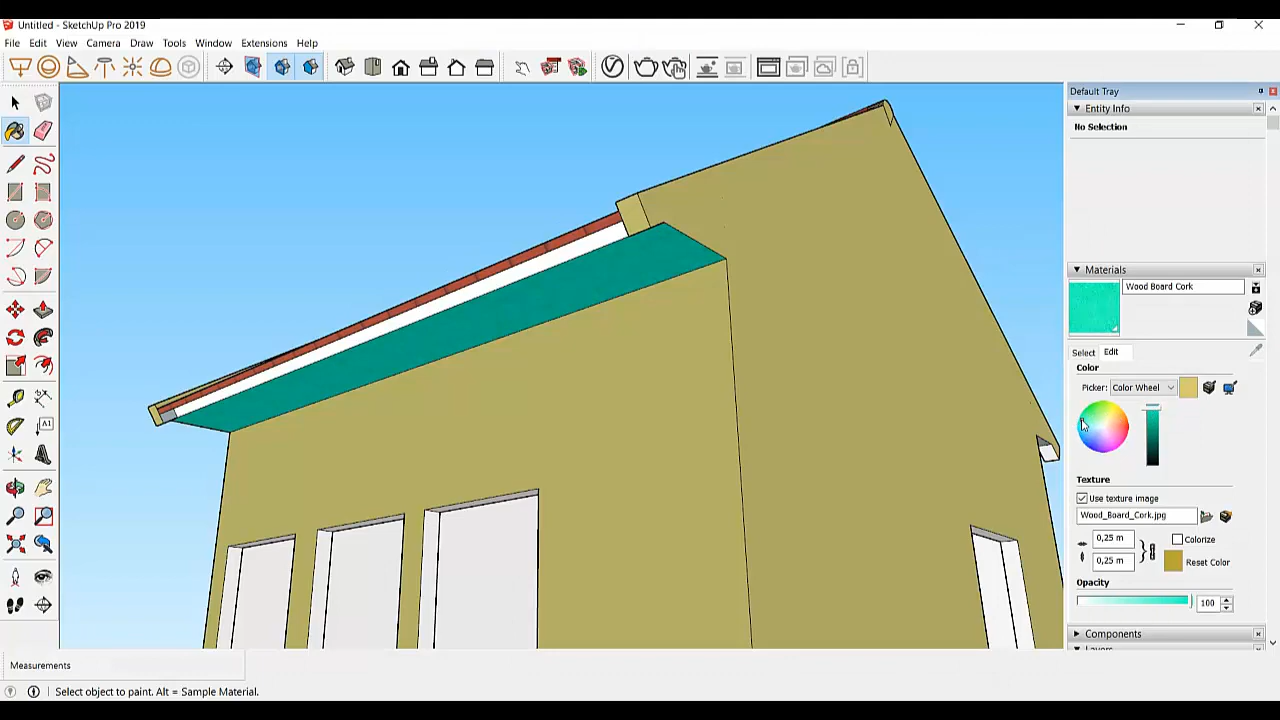 Untitled - SketchUp Pro 2019
File Edit View Camera Draw Tools Window Extensions Help
Default Tray
Entity Info
No Selection
Materials
Wood Board Cork
Select Edit
Color
Picker: Color Wheel
Texture
Use texture image
Wood_Board_Cork.jpg
0,25 m Colorize
0,25 m Reset Color
Opacity
100
Components
Layers
A1
Measurements
Select object to paint. Alt = Sample Material.